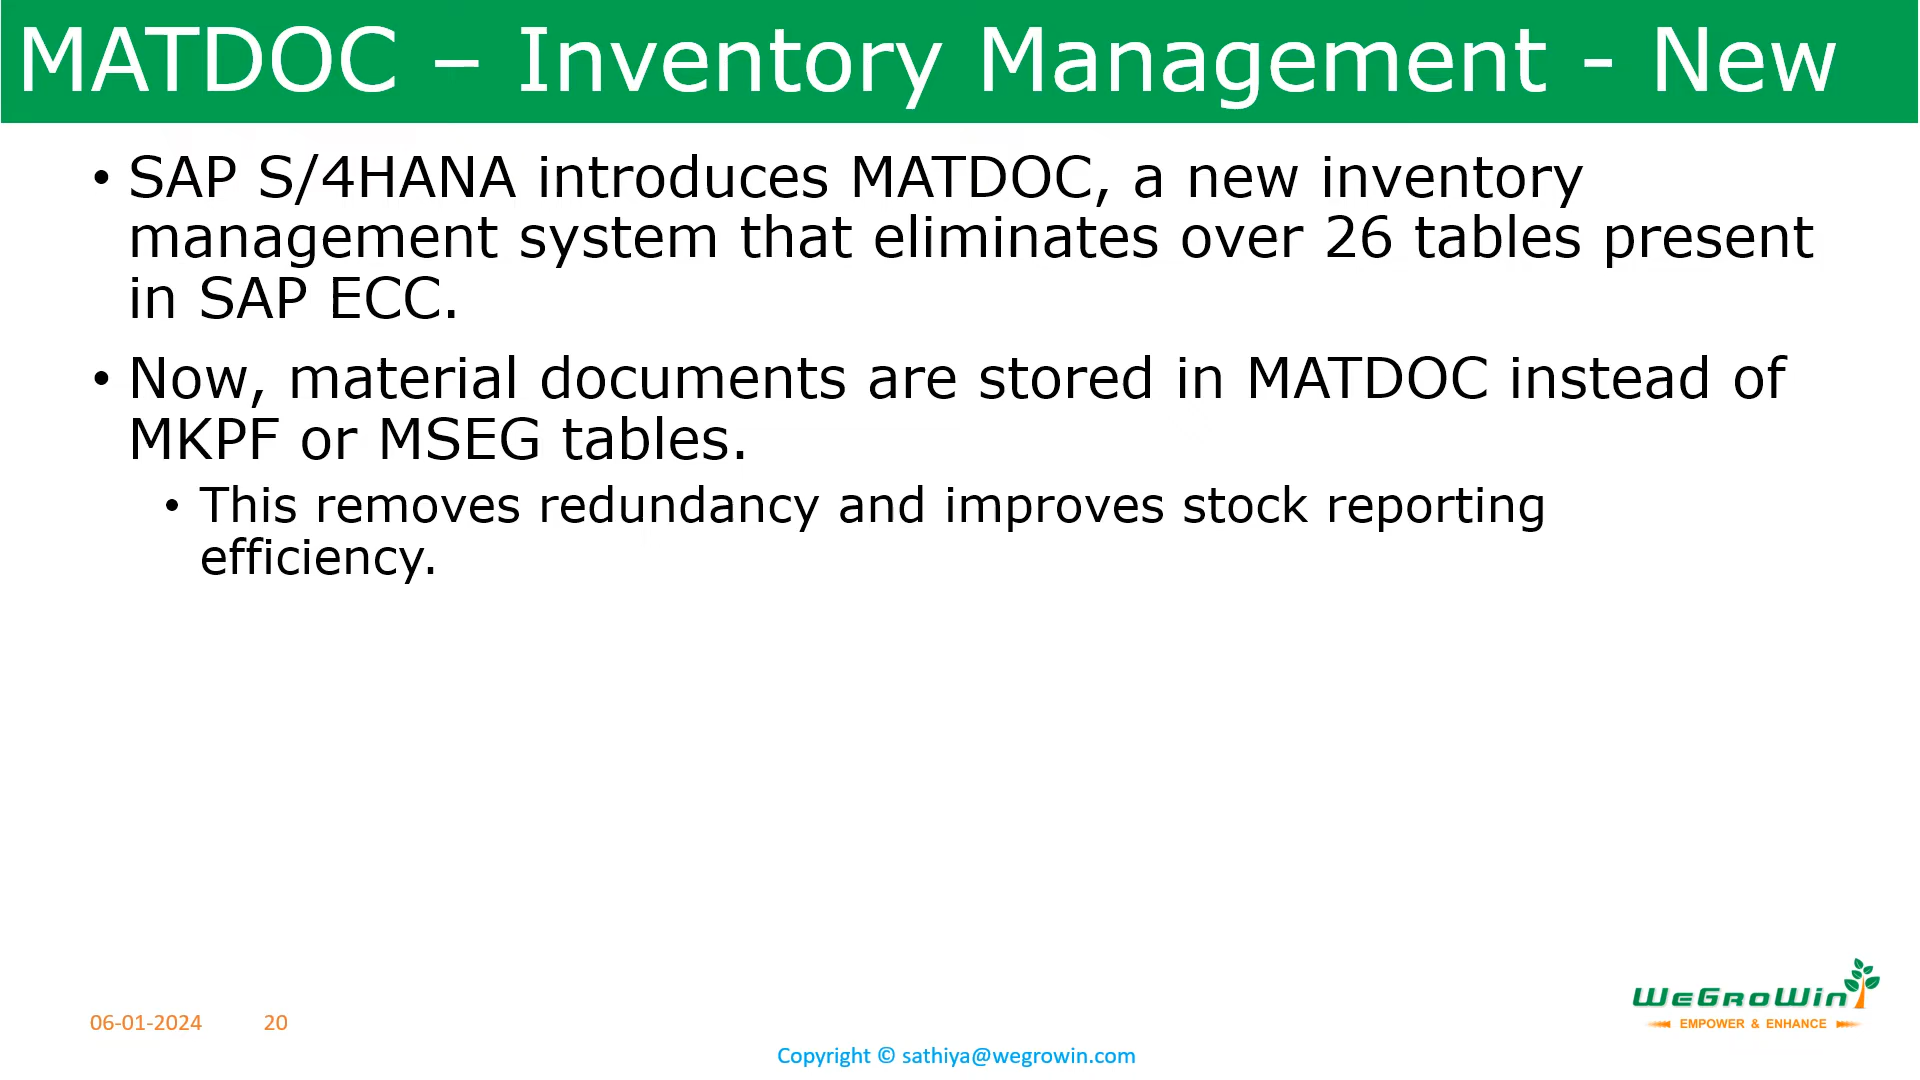 MATDOC – Inventory Management - New
• SAP S/4HANA introduces MATDOC, a new inventory
management system that eliminates over 26 tables present
in SAP ECC.
• Now, material documents are stored in MATDOC instead of
MKPF or MSEG tables.
• This removes redundancy and improves stock reporting
efficiency.
WeGroWin
EMPOWER & ENHANCE
06-01-2024 20
Copyright © sathiya@wegrowin.com